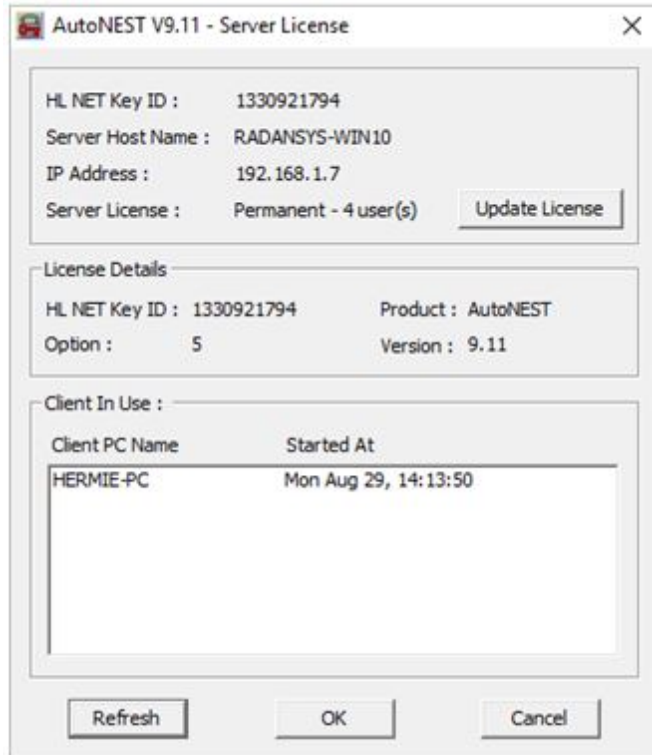 AutoNEST V9.11 - Server License
HL NET Key ID : 1330921794
Server Host Name : RADANSYS-WIN10
IP Address : 192.168.1.7
Server License : Permanent - 4 user(s) Update License
License Details
HL NET Key ID : 1330921794 Product : AutoNEST
Option : 5 Version : 9.11
Client In Use :
Client PC Name Started At
HERMIE-PC Mon Aug 29, 14:13:50
Refresh OK Cancel